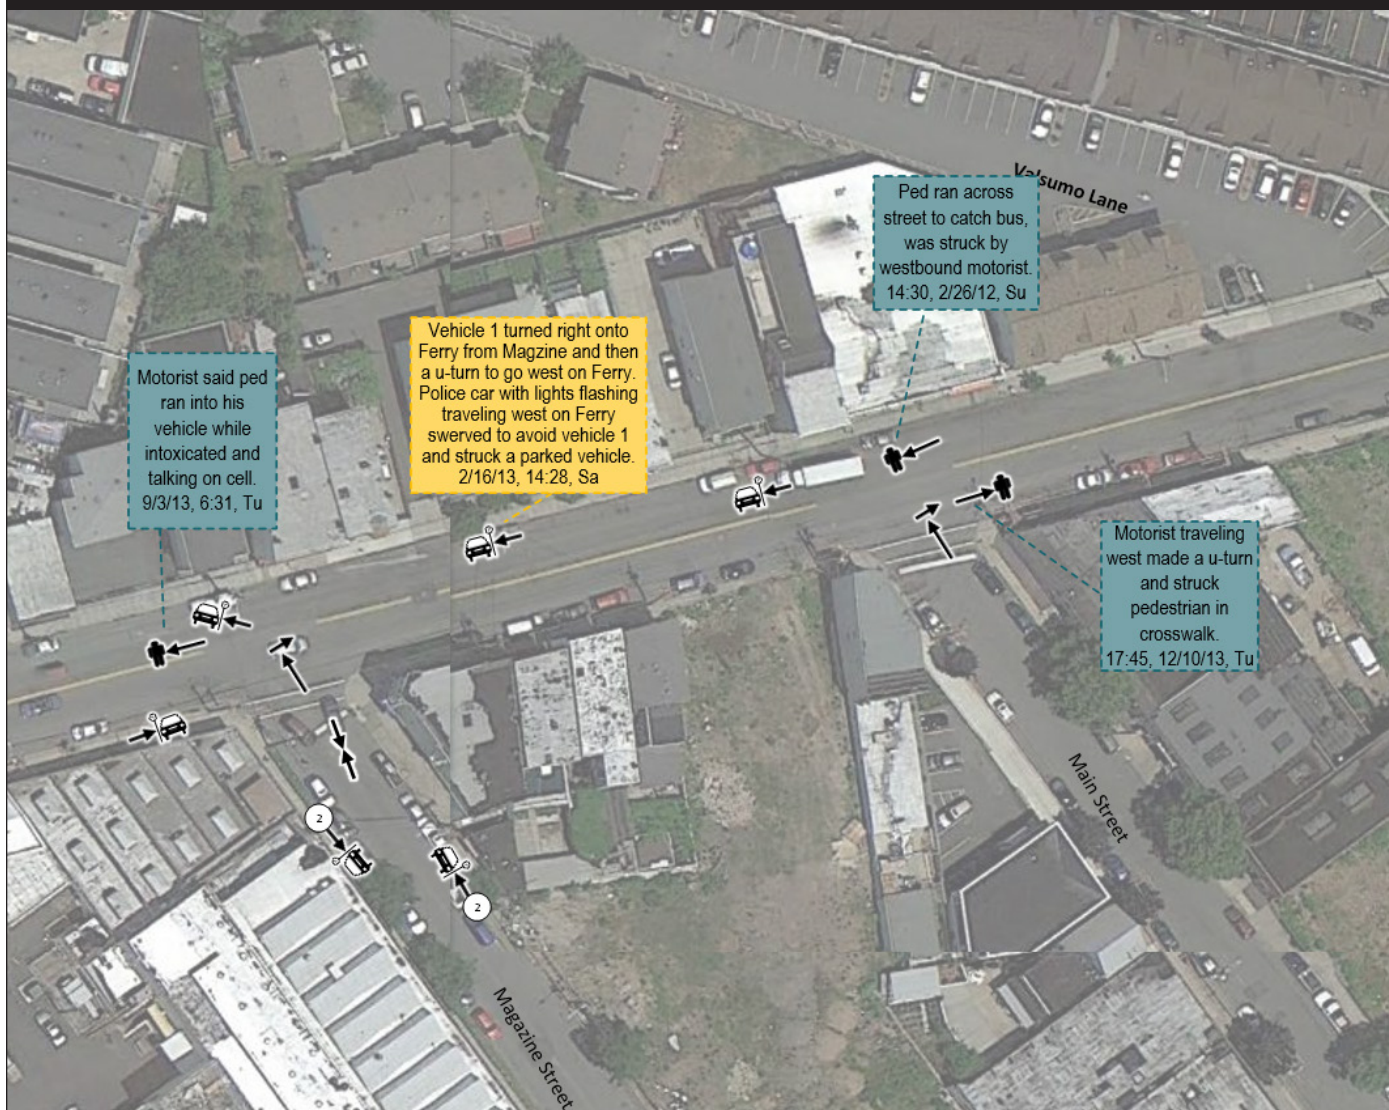 Valsumo Lane
Ped ran across
street to catch bus,
was struck by
westbound motorist.
14:30, 2/26/12, Su
Vehicle 1 turned right onto
Ferry from Magzine and then
a u-turn to go west on Ferry.
Police car with lights flashing
traveling west on Ferry
swerved to avoid vehicle 1
and struck a parked vehicle.
2/16/13, 14:28, Sa
Motorist said ped
ran into his
vehicle while
intoxicated and
talking on cell.
9/3/13, 6:31, Tu
Motorist traveling
west made a u-turn
and struck
pedestrian in
crosswalk.
17:45, 12/10/13, Tu
Main Street
2
2
Magazine Street